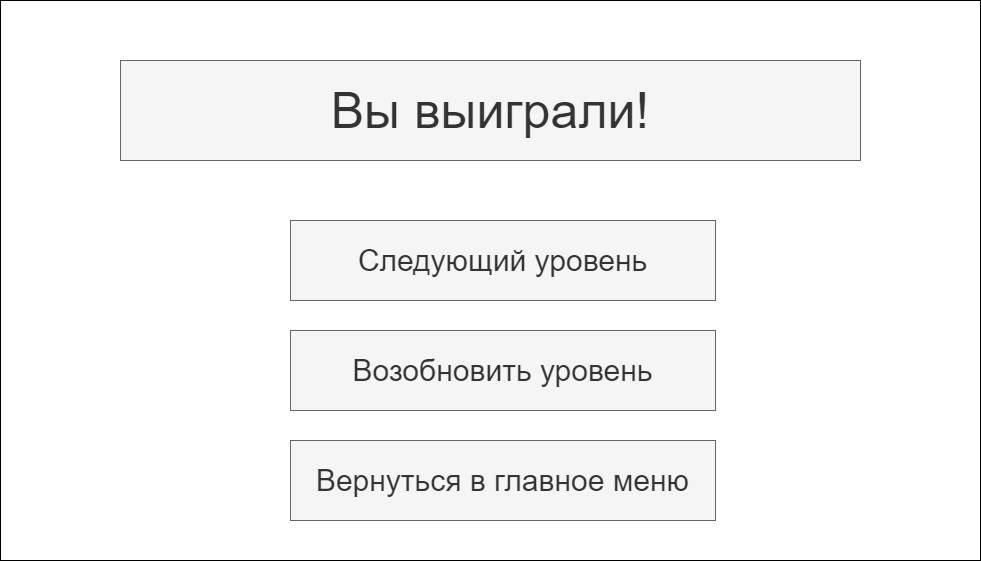 Вы выиграли!
Следующий уровень
Возобновить уровень
Вернуться в главное меню